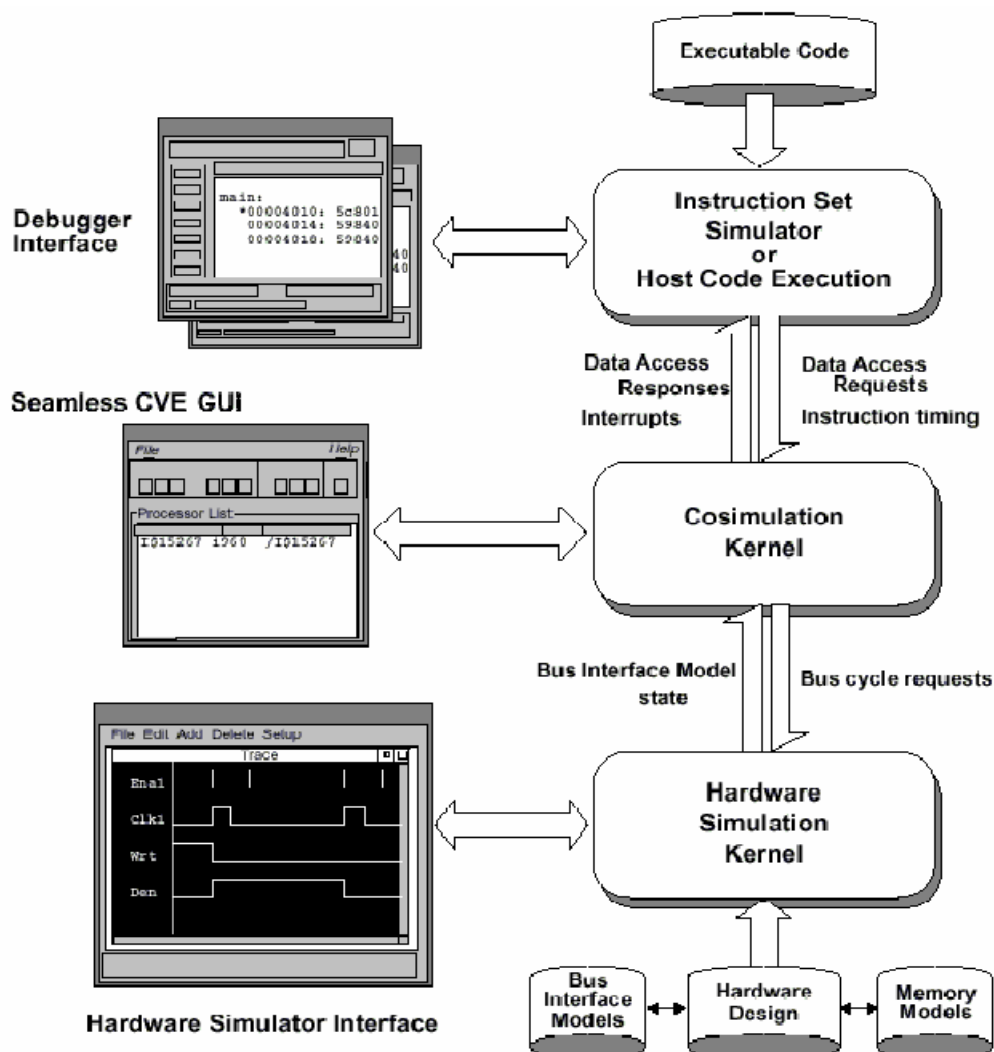 Executable Code
main:
*00004010: 5c801
00004014: 59840
40
40
Debugger
Interface
Instruction Set
Simulator
or
Host Code Execution
Data Access
Responses
Interrupts
Data Access
Requests
Instruction timing
Seamless CVE GUI
File Help
Processor List
Cosimulation
Kernel
Bus Interface Model
state
Bus cycle requests
File Edit Add Delete Setup
Trace
Ena1
Clk1
Wrt
Den
Hardware
Simulation
Kernel
Hardware Simulator Interface
Bus
Interface
Models
Hardware
Design
Memory
Models